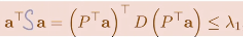 a⊤Sa = (P⊤a)⊤ D (P⊤a) ≤ λ1